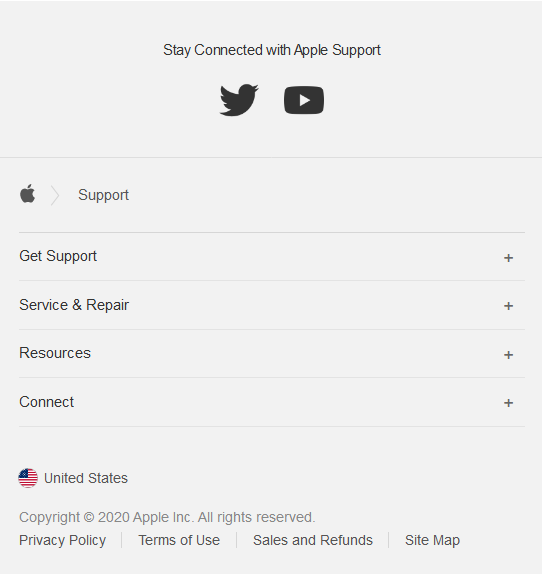 Stay Connected with Apple Support
Support
Get Support +
Service & Repair +
Resources +
Connect +
United States
Copyright © 2020 Apple Inc. All rights reserved.
Privacy Policy | Terms of Use | Sales and Refunds | Site Map